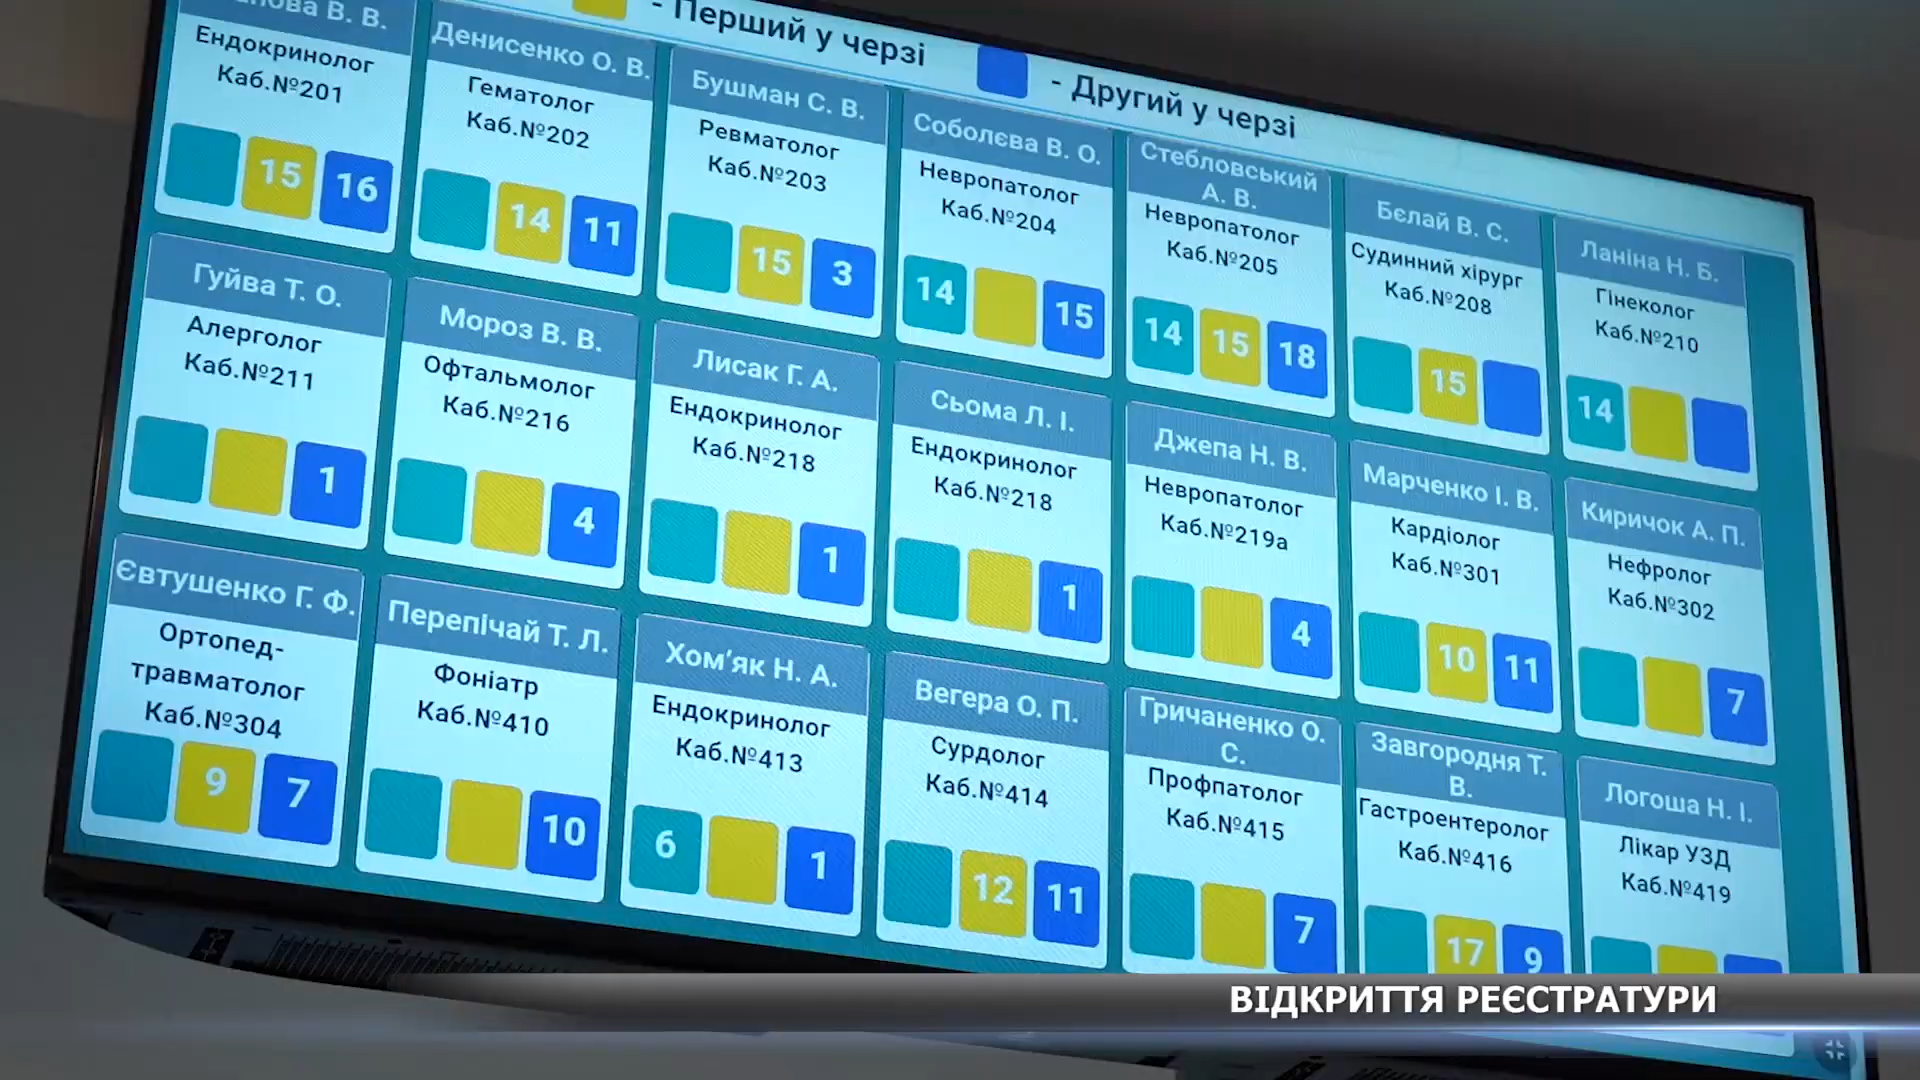 - Перший у черзі
- Другий у черзі
В. В.
Ендокринолог
Каб.№201
15 16
Денисенко О. В.
Гематолог
Каб.№202
14 11
Бушман С. В.
Ревматолог
Каб.№203
15 3
Соболєва В. О.
Невропатолог
Каб.№204
14 15
Стебловський
А. В.
Невропатолог
Каб.№205
14 15 18
Бєлай В. С.
Судинний хірург
Каб.№208
15
Ланіна Н. Б.
Гінеколог
Каб.№210
14
Гуйва Т. О.
Алерголог
Каб.№211
1
Мороз В. В.
Офтальмолог
Каб.№216
4
Лисак Г. А.
Ендокринолог
Каб.№218
1
Сьома Л. І.
Ендокринолог
Каб.№218
1
Джепа Н. В.
Невропатолог
Каб.№219а
4
Марченко І. В.
Кардіолог
Каб.№301
10 11
Киричок А. П.
Нефролог
Каб.№302
7
Євтушенко Г. Ф.
Ортопед-
травматолог
Каб.№304
9 7
Перепічай Т. Л.
Фоніатр
Каб.№410
10
Хом’як Н. А.
Ендокринолог
Каб.№413
6 1
Вегера О. П.
Сурдолог
Каб.№414
12 11
Гричаненко О.
С.
Профпатолог
Каб.№415
7
Завгородня Т.
В.
Гастроентеролог
Каб.№416
17 9
Логоша Н. І.
Лікар УЗД
Каб.№419
ВІДКРИТТЯ РЕЄСТРАТУРИ